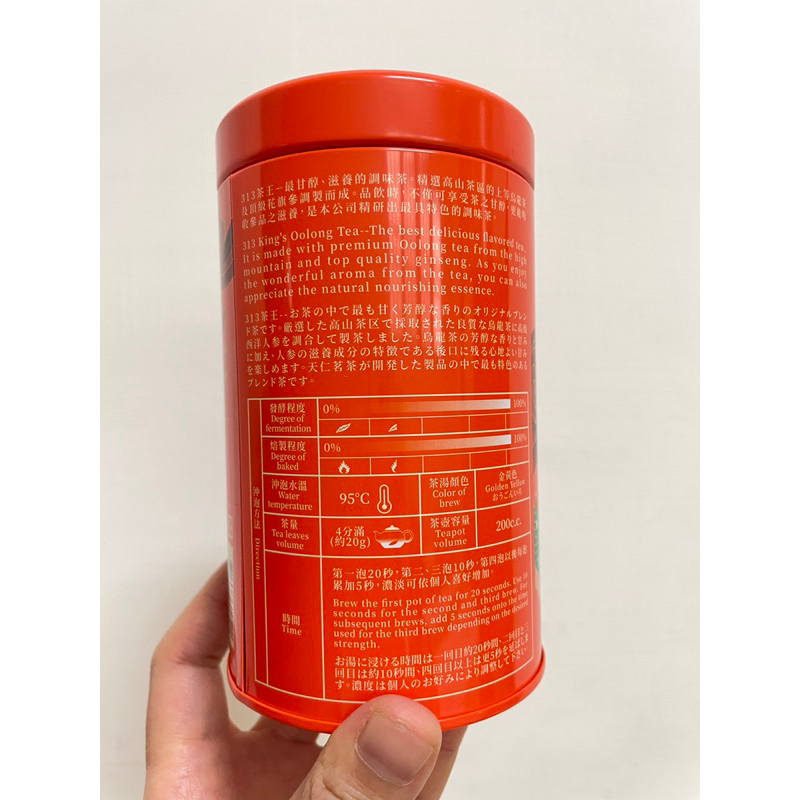 313茶王–最甘醇、滋養的調味茶。精選高山茶區的上等烏龍茶
及頂級花旗參調製而成。品飲時，不僅可享受茶之甘醇，更能吸
收參品之滋養，是本公司精研出最具特色的調味茶。
313 King's Oolong Tea--The best delicious flavored tea.
It is made with premium Oolong tea from the high
mountain and top quality ginseng. As you enjoy
the wonderful aroma from the tea, you can also
appreciate the natural nourishing essence.
313茶王--お茶の中で最も甘く芳醇な香りのオリジナルブレン
ド茶です。厳選した高山茶区で採取された良質な烏龍茶に高級
西洋人参を調合して製茶しました。烏龍茶の芳醇な香りと甘み
に加え、人参の滋養成分の特徴である後口に残る心地よい甘み
を楽しめます。天仁茗茶が開発した製品の中で最も特色のある
ブレンド茶です。
沖泡方法 Direction
發酵程度
Degree of
fermentation
0% 100%
焙製程度
Degree of
baked
0% 100%
沖泡水溫
Water
temperature
95°C
茶湯顏色
Color of
brew
金黃色
Golden Yellow
おうごんいろ
茶量
Tea leaves
volume
4分滿
(約20g)
茶壺容量
Teapot
volume
200c.c.
時間
Time
第一泡20秒，第二、三泡10秒，第四泡以後每泡
累加5秒，濃淡可依個人喜好增加。
Brew the first pot of tea for 20 seconds. Use 10
seconds for the second and third brew. For
subsequent brews, add 5 seconds onto the time
used for the third brew depending on the desired
strength.
お湯に浸ける時間は一回目約20秒間、二回目と
回目は約10秒間、四回目以上は更5秒を延ばしま
す。濃度は個人のお好みにより調整して下さい